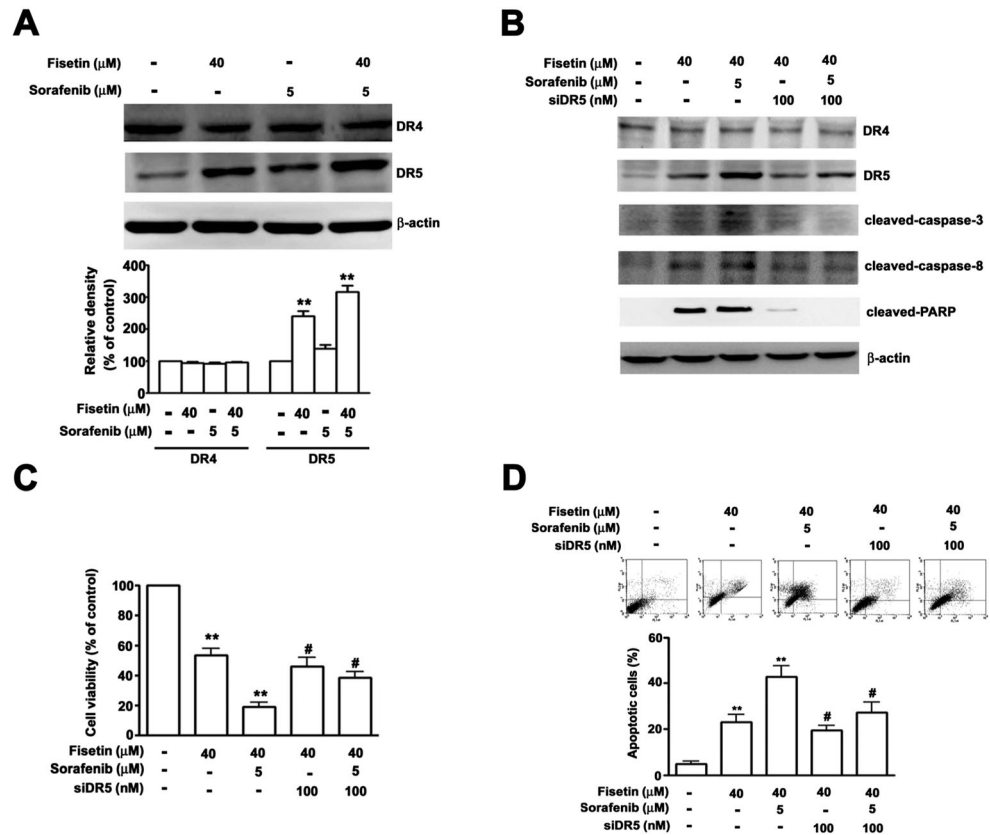 A
Fisetin (μM) - 40 - 40
Sorafenib (μM) - - 5 5
DR4
DR5
β-actin
Relative density
(% of control)
400
300
200
100
0
** **
Fisetin (μM) - 40 - 40 - 40 - 40
Sorafenib (μM) - - 5 5 - - 5 5
DR4 DR5
B
Fisetin (μM) - 40 40 40 40
Sorafenib (μM) - - 5 - 5
siDR5 (nM) - - - 100 100
DR4
DR5
cleaved-caspase-3
cleaved-caspase-8
cleaved-PARP
β-actin
C
Cell viability (% of control)
100
80
60
40
20
0
** ** # #
Fisetin (μM) - 40 40 40 40
Sorafenib (μM) - - 5 - 5
siDR5 (nM) - - - 100 100
D
Fisetin (μM) - 40 40 40 40
Sorafenib (μM) - - 5 - 5
siDR5 (nM) - - - 100 100
Apoptotic cells (%)
60
40
20
0
** ** # #
Fisetin (μM) - 40 40 40 40
Sorafenib (μM) - - 5 - 5
siDR5 (nM) - - - 100 100